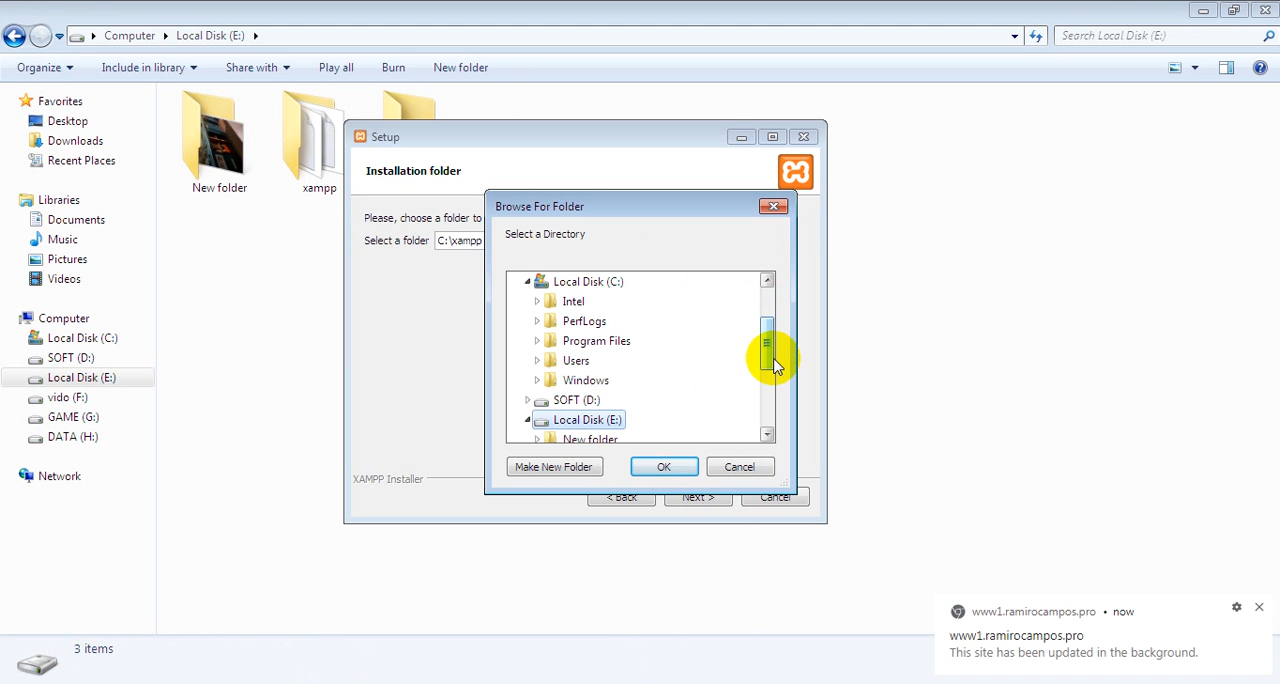 Computer Local Disk (E:)
Search Local Disk (E:)
Organize Include in library Share with Play all Burn New folder
Favorites
Desktop
Downloads
Recent Places
Libraries
Documents
Music
Pictures
Videos
Computer
Local Disk (C:)
SOFT (D:)
Local Disk (E:)
vido (F:)
GAME (G:)
DATA (H:)
Network
New folder
xampp
Setup
Installation folder
Please, choose a folder to
Select a folder C:\xampp
XAMPP Installer
< Back Next > Cancel
Browse For Folder
Select a Directory
Local Disk (C:)
Intel
PerfLogs
Program Files
Users
Windows
SOFT (D:)
Local Disk (E:)
New folder
Make New Folder OK Cancel
www1.ramirocampos.pro • now
www1.ramirocampos.pro
This site has been updated in the background.
3 items